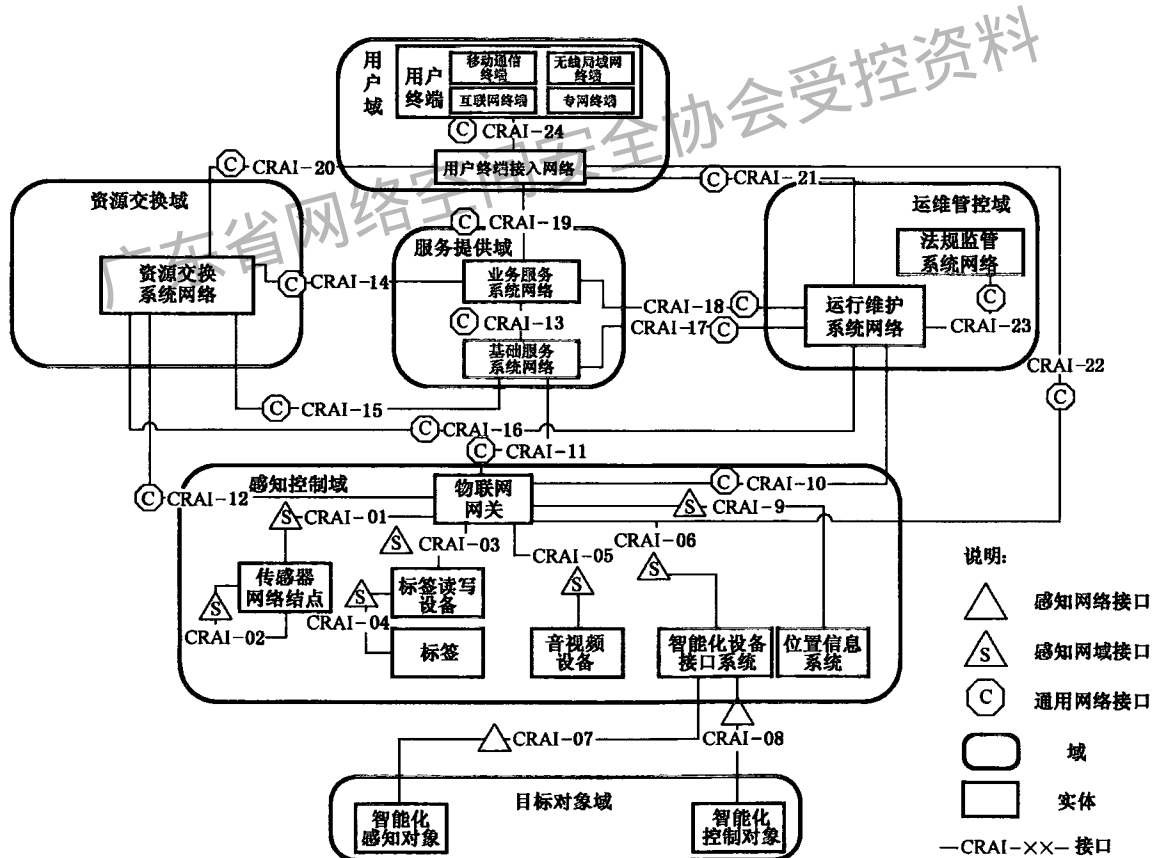 广东省网络空间安全协会受控资料
用户域
用户
终端
移动通信
终端
无线局域网
终端
互联网终端
专网终端
C CRAI-24
用户终端接入网络
C CRAI-20
C CRAI-21
资源交换域
运维管控域
C CRAI-19
服务提供域
法规监管
系统网络
资源交换
系统网络
C CRAI-14
业务服务
系统网络
CRAI-18 C
C
运行维护
系统网络
C CRAI-13
CRAI-17 C
CRAI-23
基础服务
系统网络
CRAI-22
C
C CRAI-15
C CRAI-16
C CRAI-11
感知控制域
物联网
网关
C CRAI-10
C CRAI-12
S CRAI-9
S CRAI-01
S CRAI-03
CRAI-06
CRAI-05
S
S
说明:
传感器
网络结点
标签读写
设备
S
S
感知网络接口
CRAI-04
CRAI-02
标签
音视频
设备
智能化设备
接口系统
位置信息
系统
S 感知网域接口
C 通用网络接口
CRAI-07
CRAI-08
域
目标对象域
实体
智能化
感知对象
智能化
控制对象
—CRAI-××— 接口